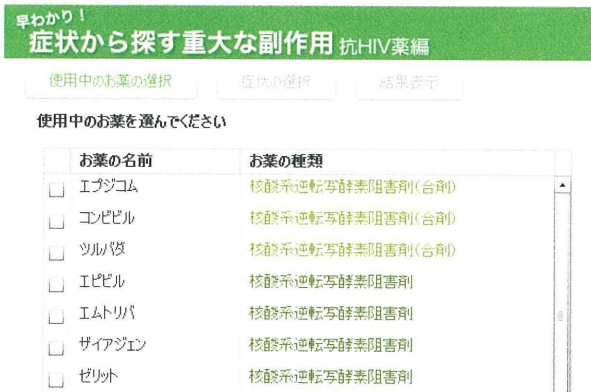 早わかり！
症状から探す重大な副作用 抗HIV薬編
使用中のお薬の選択 症状の選択 結果表示
使用中のお薬を選んでください
お薬の名前 お薬の種類
エプジコム 核酸系逆転写酵素阻害剤(合剤)
コンビビル 核酸系逆転写酵素阻害剤(合剤)
ツルバダ 核酸系逆転写酵素阻害剤(合剤)
エピビル 核酸系逆転写酵素阻害剤
エムトリバ 核酸系逆転写酵素阻害剤
ザイアジェン 核酸系逆転写酵素阻害剤
ゼリット 核酸系逆転写酵素阻害剤